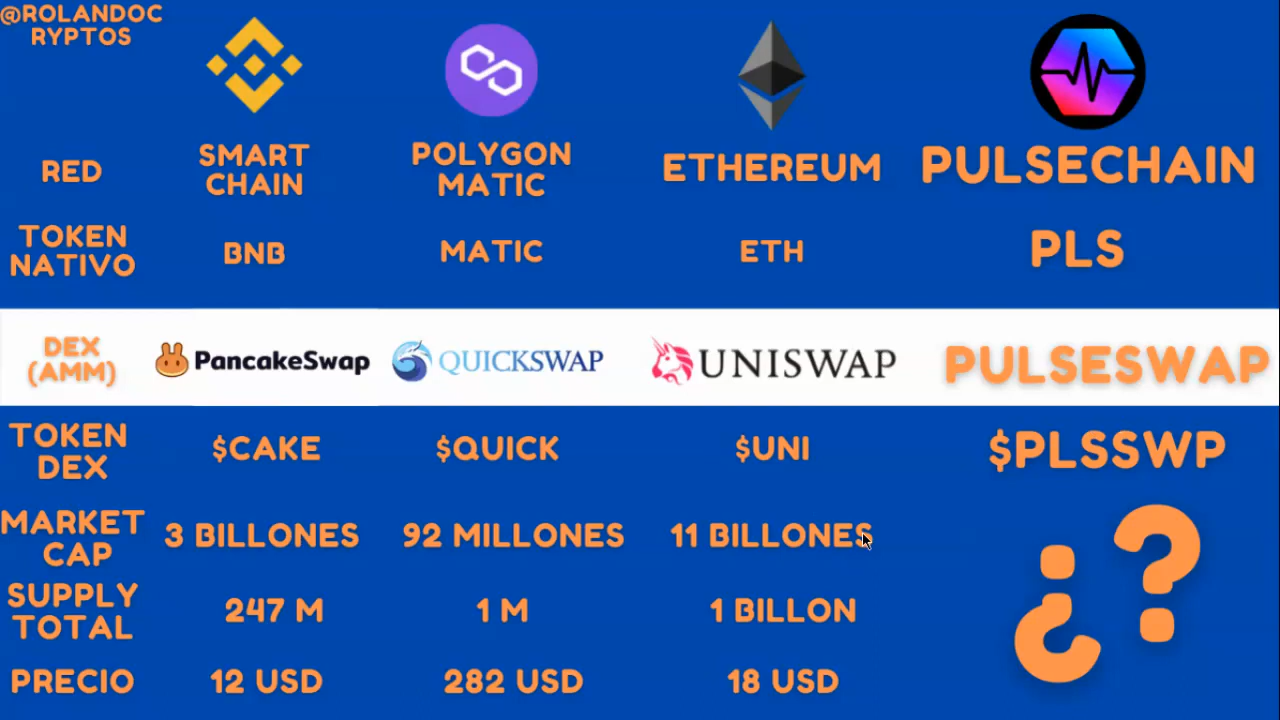 @ROLANDOC
RYPTOS
RED
SMART
CHAIN
POLYGON
MATIC
ETHEREUM
PULSECHAIN
TOKEN
NATIVO
BNB
MATIC
ETH
PLS
DEX
(AMM)
PancakeSwap
QUICKSWAP
UNISWAP
PULSESWAP
TOKEN
DEX
$CAKE
$QUICK
$UNI
$PLSSWP
MARKET
CAP
3 BILLONES
92 MILLONES
11 BILLONES
¿?
SUPPLY
TOTAL
247 M
1 M
1 BILLON
PRECIO
12 USD
282 USD
18 USD